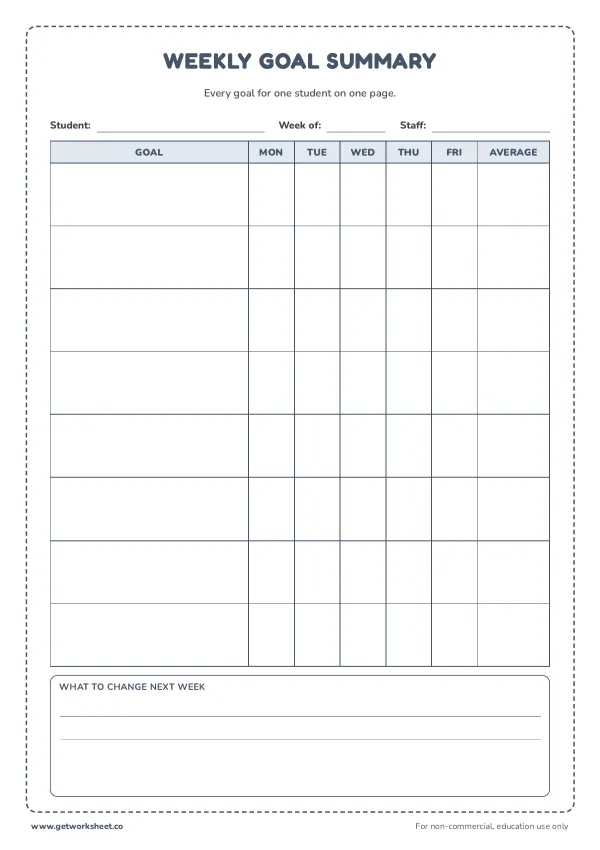 WEEKLY GOAL SUMMARY
Every goal for one student on one page.
Student: Week of: Staff:
GOAL MON TUE WED THU FRI AVERAGE
WHAT TO CHANGE NEXT WEEK
www.getworksheet.co For non-commercial, education use only